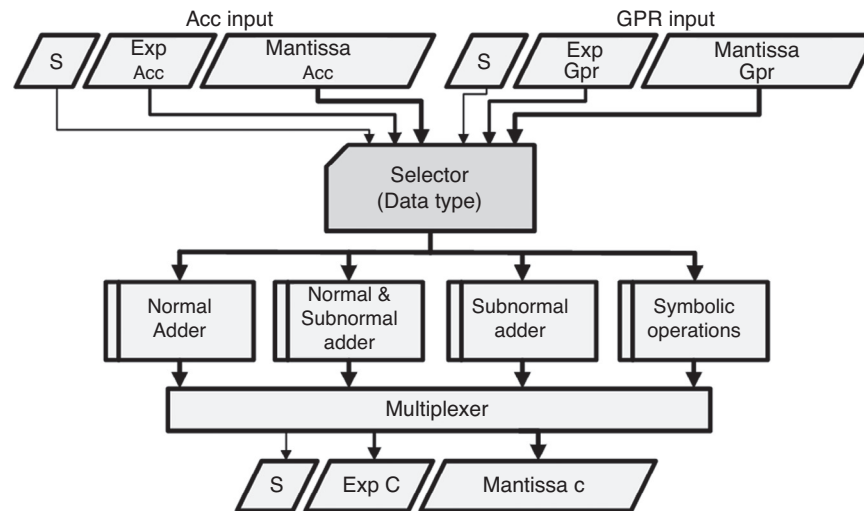 Acc input
GPR input
S
Exp
Acc
Mantissa
Acc
S
Exp
Gpr
Mantissa
Gpr
Selector
(Data type)
Normal
Adder
Normal &
Subnormal
adder
Subnormal
adder
Symbolic
operations
Multiplexer
S
Exp C
Mantissa c